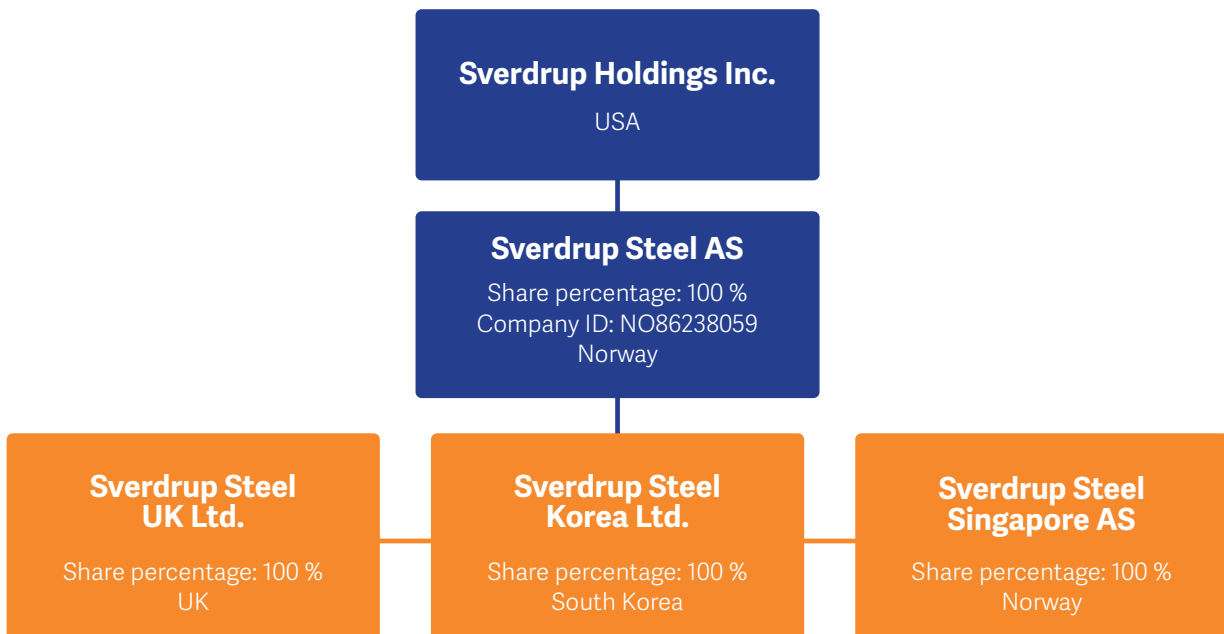 Sverdrup Holdings Inc.
USA
Sverdrup Steel AS
Share percentage: 100 %
Company ID: NO86238059
Norway
Sverdrup Steel
UK Ltd.
Share percentage: 100 %
UK
Sverdrup Steel
Korea Ltd.
Share percentage: 100 %
South Korea
Sverdrup Steel
Singapore AS
Share percentage: 100 %
Norway